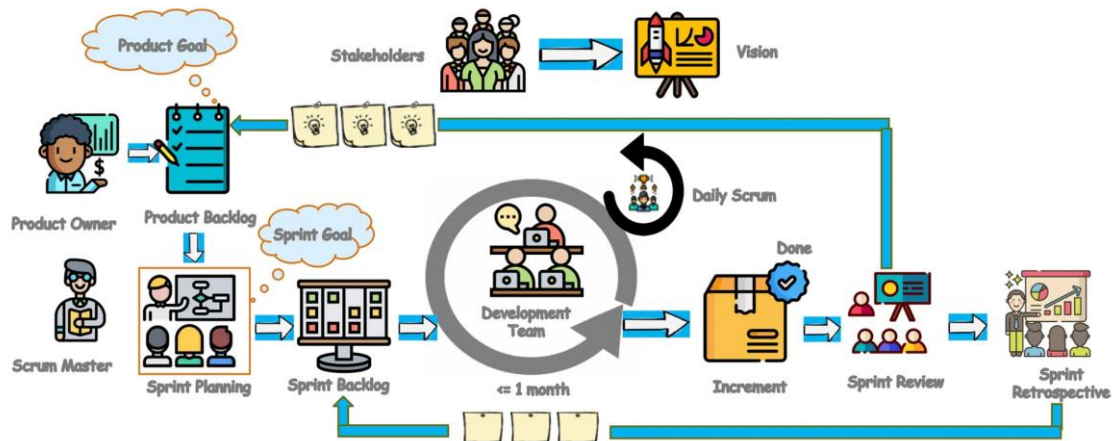 Product Goal
Stakeholders
Vision
Product Owner
Product Backlog
Daily Scrum
Sprint Goal
Done
Scrum Master
Sprint Planning
Sprint Backlog
Development
Team
<= 1 month
Increment
Sprint Review
Sprint
Retrospective
$